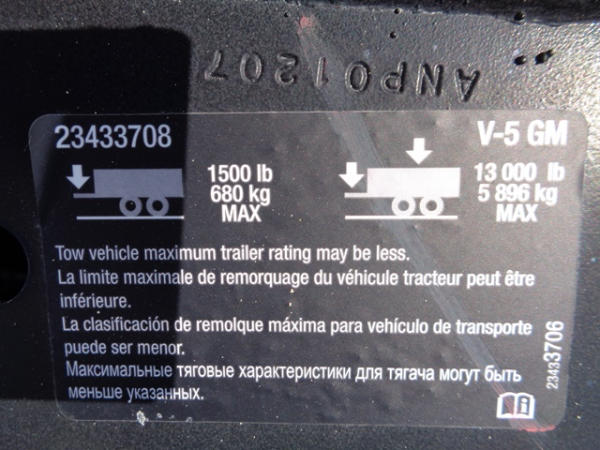 ANP01207
23433708
V-5 GM
1500 lb
680 kg
MAX
13 000 lb
5 896 kg
MAX
Tow vehicle maximum trailer rating may be less.
La limite maximale de remorquage du véhicule tracteur peut être
inférieure.
La clasificación de remolque máxima para vehículo de transporte
puede ser menor.
Максимальные тяговые характеристики для тягача могут быть
меньше указанных.
23433706